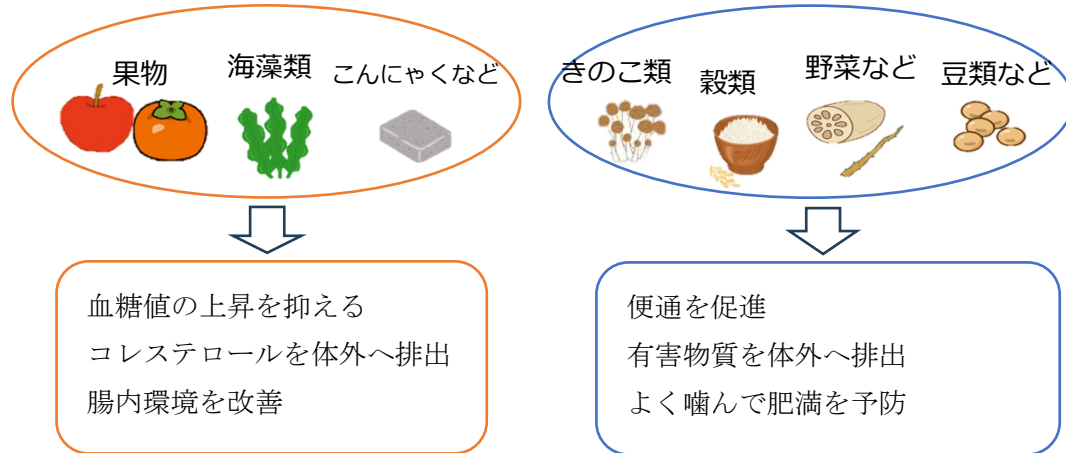 果物
海藻類
こんにゃくなど
きのこ類
穀類
野菜など
豆類など
血糖値の上昇を抑える
コレステロールを体外へ排出
腸内環境を改善
便通を促進
有害物質を体外へ排出
よく噛んで肥満を予防